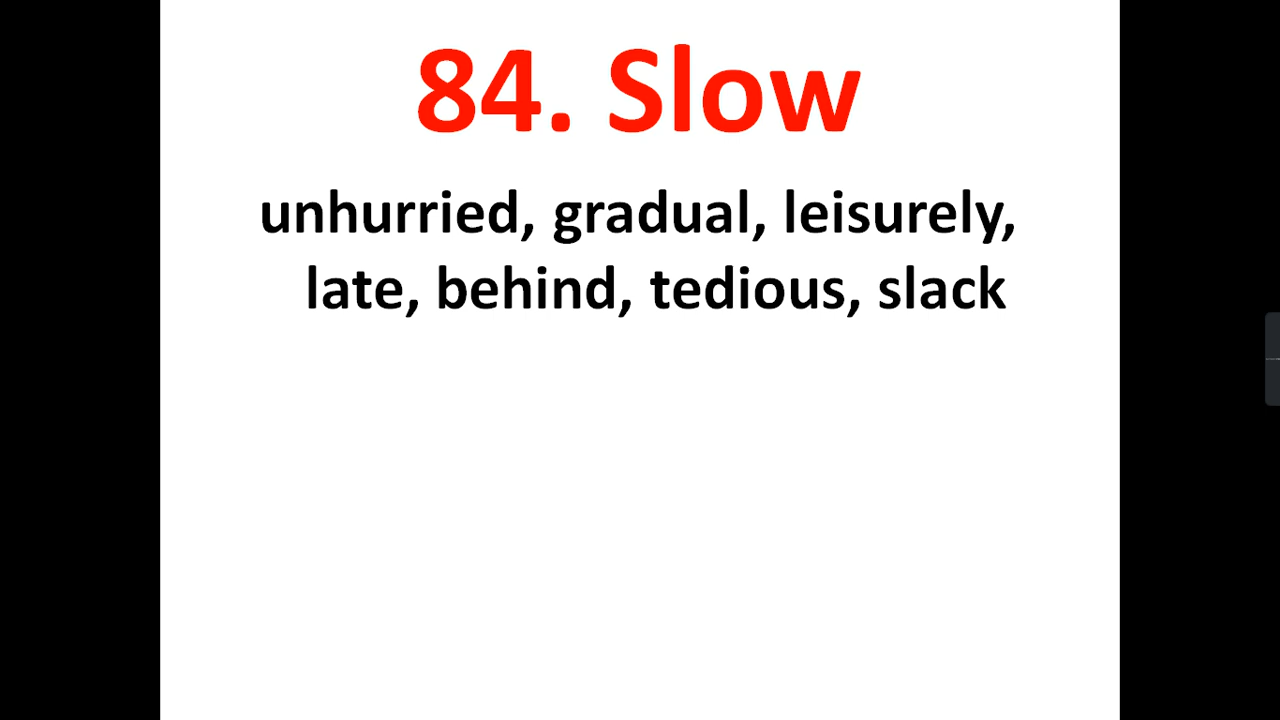 84. Slow
unhurried, gradual, leisurely,
late, behind, tedious, slack